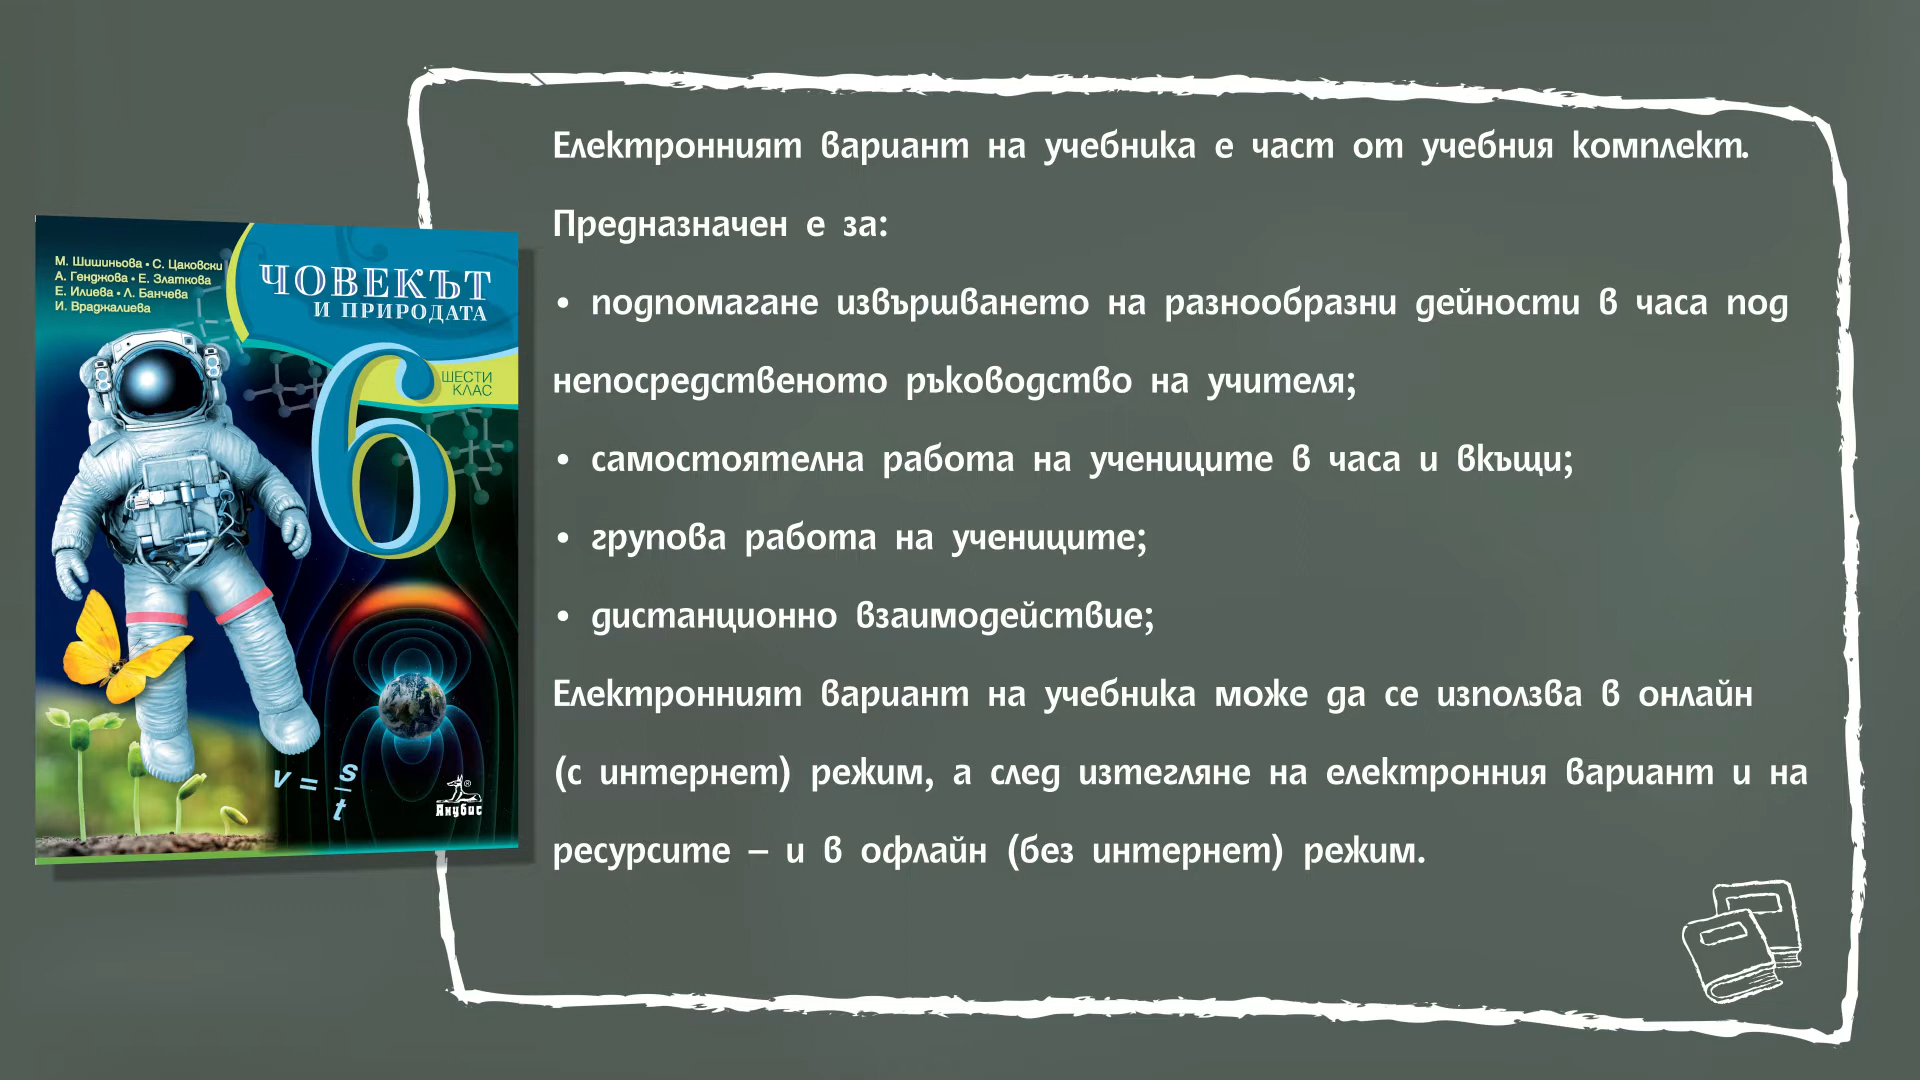 М. Шишиньова • С. Цаковски
А. Генджова • Е. Златкова
Е. Илиева • Л. Банчева
И. Враджалиева
ЧОВЕКЪТ
И ПРИРОДАТА
6
ШЕСТИ
КЛАС
v = s
t
Анубис
Електронният вариант на учебника е част от учебния комплект.
Предназначен е за:
• подпомагане извършването на разнообразни дейности в часа под
непосредственото ръководство на учителя;
• самостоятелна работа на учениците в часа и вкъщи;
• групова работа на учениците;
• дистанционно взаимодействие;
Електронният вариант на учебника може да се използва в онлайн
(с интернет) режим, а след изтегляне на електронния вариант и на
ресурсите – и в офлайн (без интернет) режим.